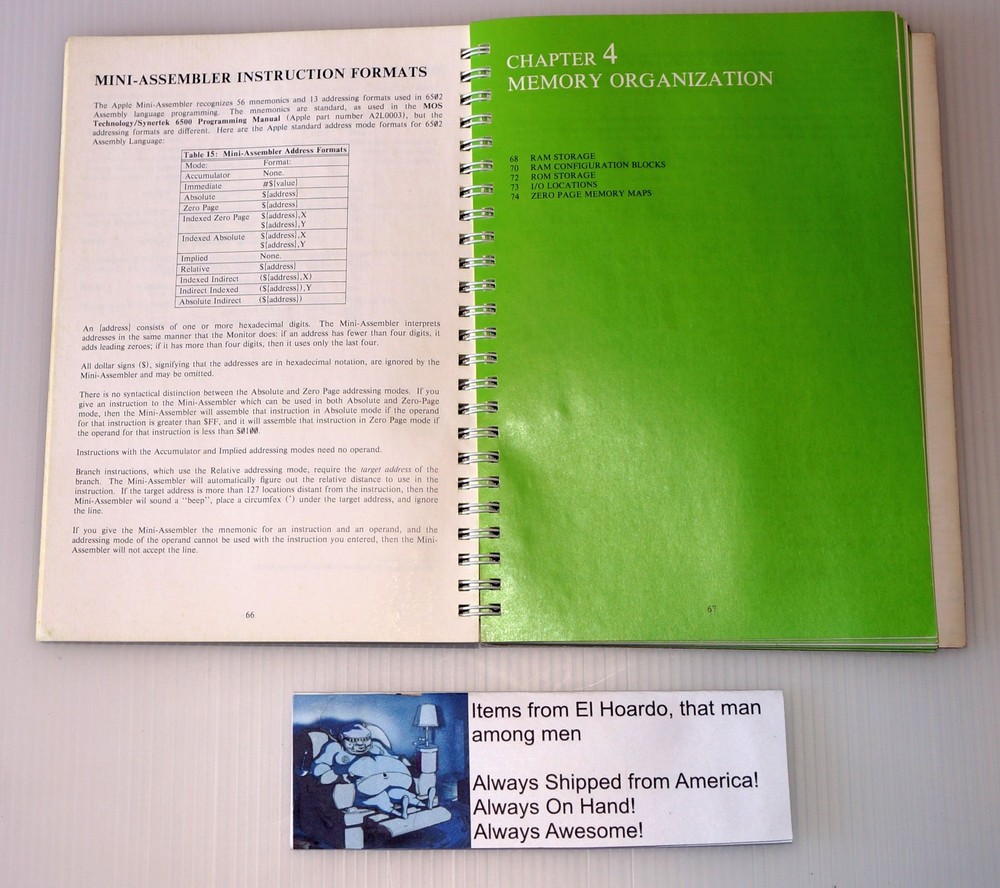 MINI-ASSEMBLER INSTRUCTION FORMATS
The Apple Mini-Assembler recognizes 56 mnemonics and 13 addressing formats used in 6502
Assembly language programming. The mnemonics are standard, as used in the MOS
Technology/Synertek 6500 Programming Manual (Apple part number A2L0003), but the
addressing formats are different. Here are the Apple standard address mode formats for 6502
Assembly Language:
Table 15: Mini-Assembler Address Formats
Mode: Format:
Accumulator None.
Immediate #${value}
Absolute ${address}
Zero Page ${address}
Indexed Zero Page ${address},X
${address},Y
Indexed Absolute ${address},X
${address},Y
Implied None.
Relative ${address}
Indexed Indirect (${address},X)
Indirect Indexed (${address}),Y
Absolute Indirect (${address})
An {address} consists of one or more hexadecimal digits. The Mini-Assembler interprets
addresses in the same manner that the Monitor does: if an address has fewer than four digits, it
adds leading zeroes; if it has more than four digits, then it uses only the last four.
All dollar signs ($), signifying that the addresses are in hexadecimal notation, are ignored by the
Mini-Assembler and may be omitted.
There is no syntactical distinction between the Absolute and Zero Page addressing modes. If you
give an instruction to the Mini-Assembler which can be used in both Absolute and Zero-Page
mode, then the Mini-Assembler will assemble that instruction in Absolute mode if the operand
for that instruction is greater than $FF, and it will assemble that instruction in Zero Page mode if
the operand for that instruction is less than $0100.
Instructions with the Accumulator and Implied addressing modes need no operand.
Branch instructions, which use the Relative addressing mode, require the target address of the
branch. The Mini-Assembler will automatically figure out the relative distance to use in the
instruction. If the target address is more than 127 locations distant from the instruction, then the
Mini-Assembler wil sound a "beep", place a circumfex (^) under the target address, and ignore
the line.
If you give the Mini-Assembler the mnemonic for an instruction and an operand, and the
addressing mode of the operand cannot be used with the instruction you entered, then the Mini-
Assembler will not accept the line.
66
CHAPTER 4
MEMORY ORGANIZATION
68 RAM STORAGE
70 RAM CONFIGURATION BLOCKS
72 ROM STORAGE
73 I/O LOCATIONS
74 ZERO PAGE MEMORY MAPS
67
Items from El Hoardo, that man
among men
Always Shipped from America!
Always On Hand!
Always Awesome!